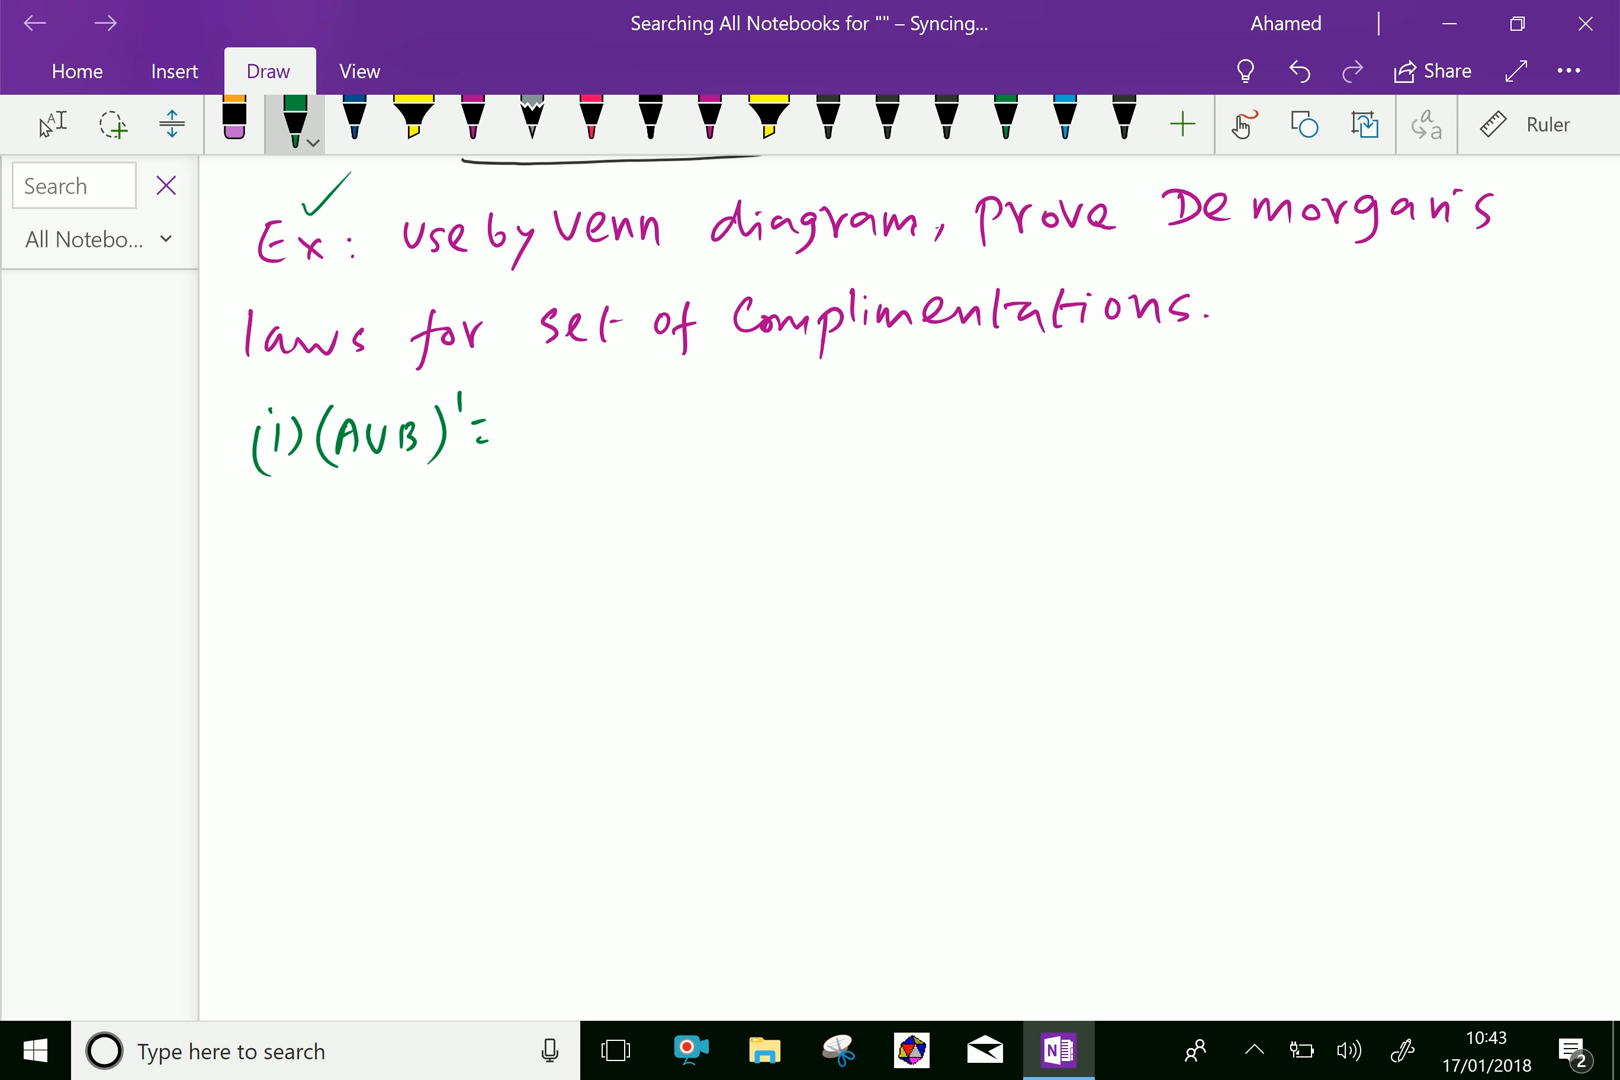 Searching All Notebooks for "" – Syncing...
Ahamed
Home Insert Draw View
Share
Ruler
Search
All Notebo...
Ex: use by venn diagram, prove De morgan's
laws for set of complimentations.
(i) (A∪B)' =
Type here to search
10:43
17/01/2018
2